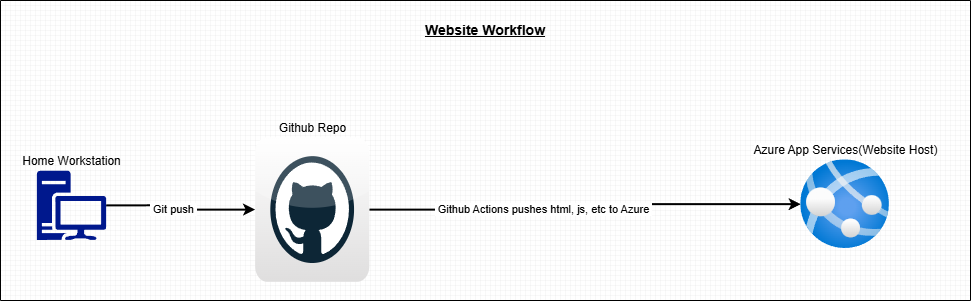 Website Workflow
Github Repo
Home Workstation
Azure App Services(Website Host)
Git push
Github Actions pushes html, js, etc to Azure